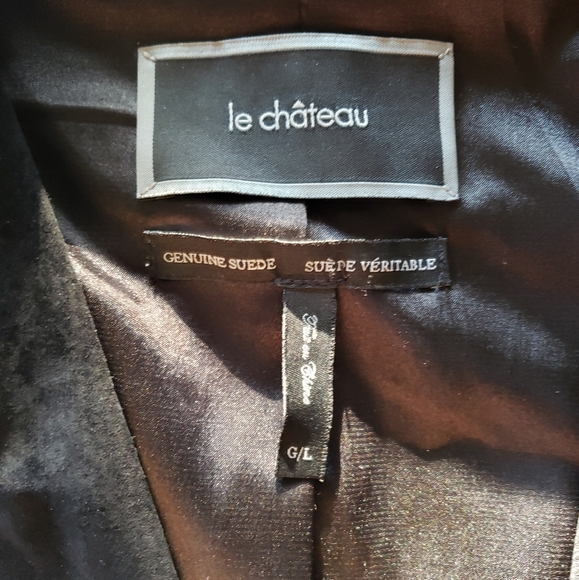 le château
GENUINE SUEDE SUÈDE VÉRITABLE
G/L